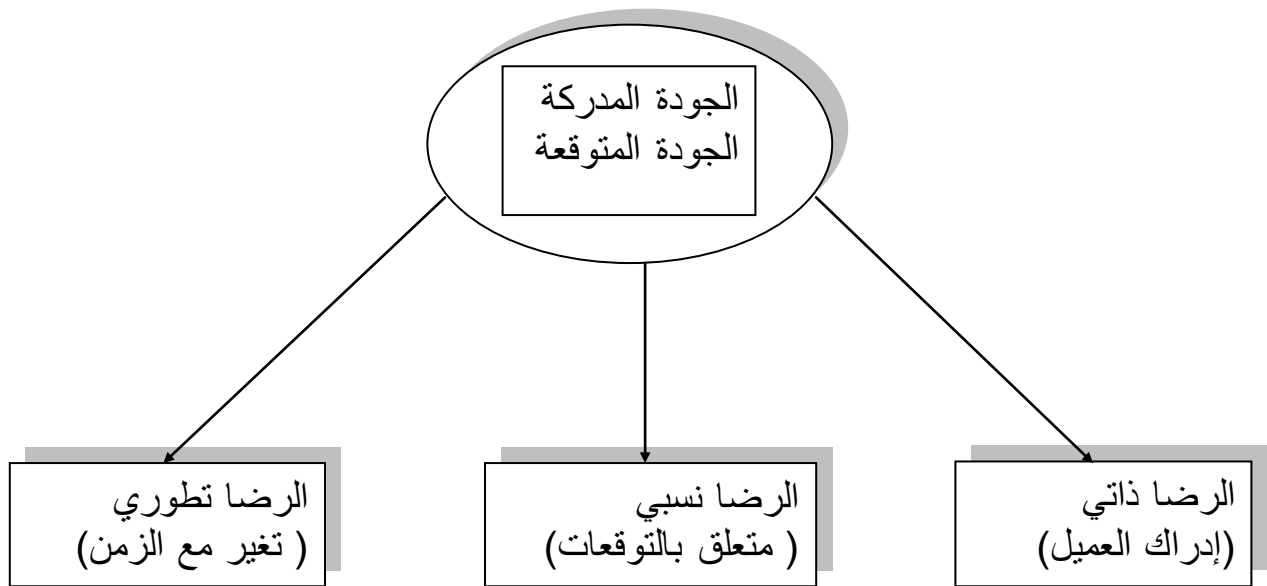 الجودة المدركة
الجودة المتوقعة
الرضا ذاتي
(إدراك العميل)
الرضا نسبي
( متعلق بالتوقعات)
الرضا تطوري
( تغير مع الزمن)